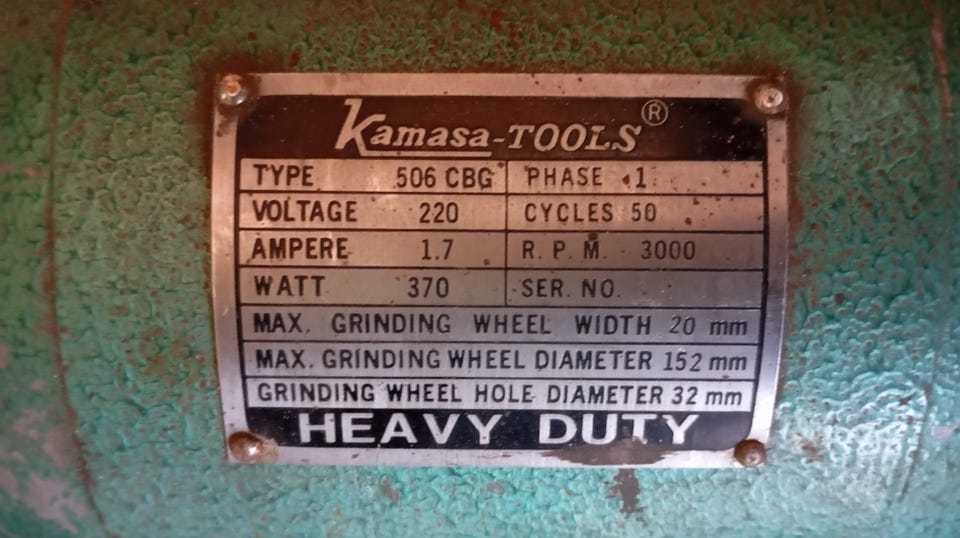 Kamasa-TOOLS®
TYPE 506 CBG PHASE 1
VOLTAGE 220 CYCLES 50
AMPERE 1.7 R. P. M. 3000
WATT 370 SER. NO.
MAX. GRINDING WHEEL WIDTH 20 mm
MAX. GRINDING WHEEL DIAMETER 152 mm
GRINDING WHEEL HOLE DIAMETER 32 mm
HEAVY DUTY